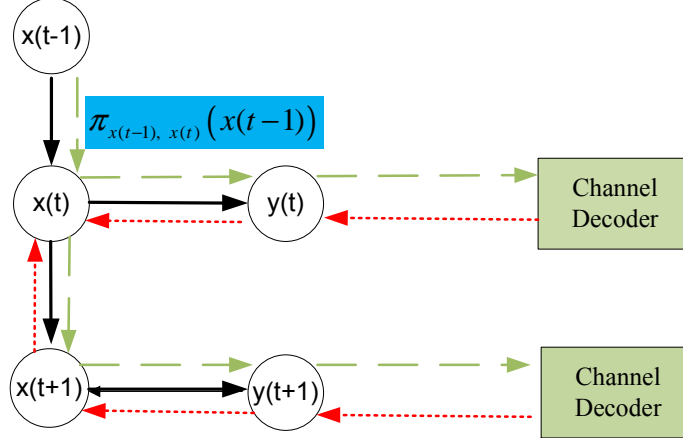 x(t-1)
π_{x(t-1), x(t)}(x(t-1))
x(t)
y(t)
Channel
Decoder
x(t+1)
y(t+1)
Channel
Decoder